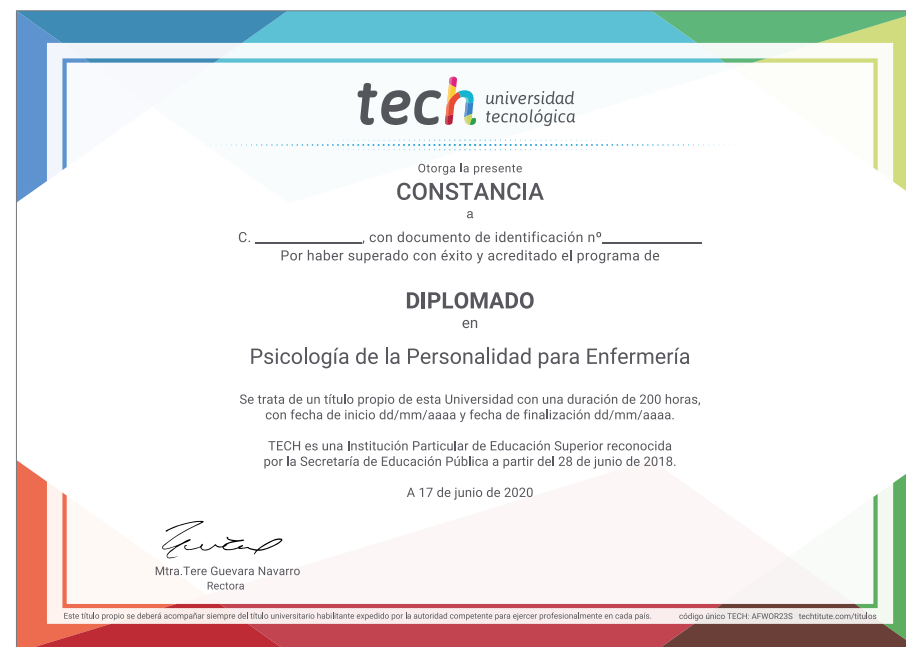 tech universidad
tecnológica
Otorga la presente
CONSTANCIA
a
C. ______________, con documento de identificación nº_____________
Por haber superado con éxito y acreditado el programa de
DIPLOMADO
en
Psicología de la Personalidad para Enfermería
Se trata de un título propio de esta Universidad con una duración de 200 horas,
con fecha de inicio dd/mm/aaaa y fecha de finalización dd/mm/aaaa.
TECH es una Institución Particular de Educación Superior reconocida
por la Secretaría de Educación Pública a partir del 28 de junio de 2018.
A 17 de junio de 2020
Mtra.Tere Guevara Navarro
Rectora
Este título propio se deberá acompañar siempre del título universitario habilitante expedido por la autoridad competente para ejercer profesionalmente en cada país. código único TECH: AFWOR23S techtitute.com/titulos